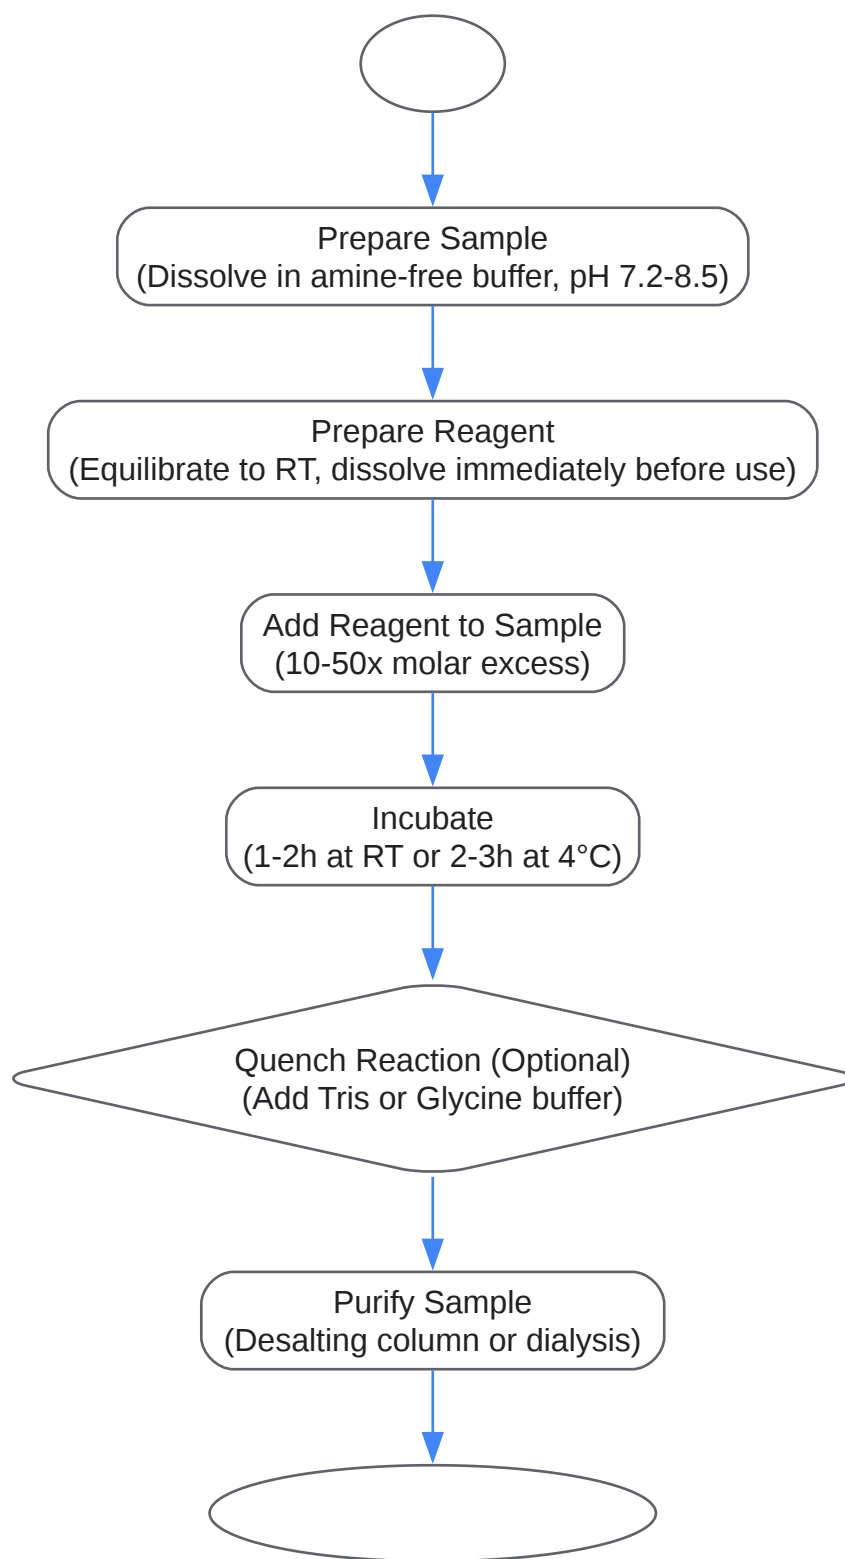 Prepare Sample
(Dissolve in amine-free buffer, pH 7.2-8.5)
Prepare Reagent
(Equilibrate to RT, dissolve immediately before use)
Add Reagent to Sample
(10-50x molar excess)
Incubate
(1-2h at RT or 2-3h at 4°C)
Quench Reaction (Optional)
(Add Tris or Glycine buffer)
Purify Sample
(Desalting column or dialysis)